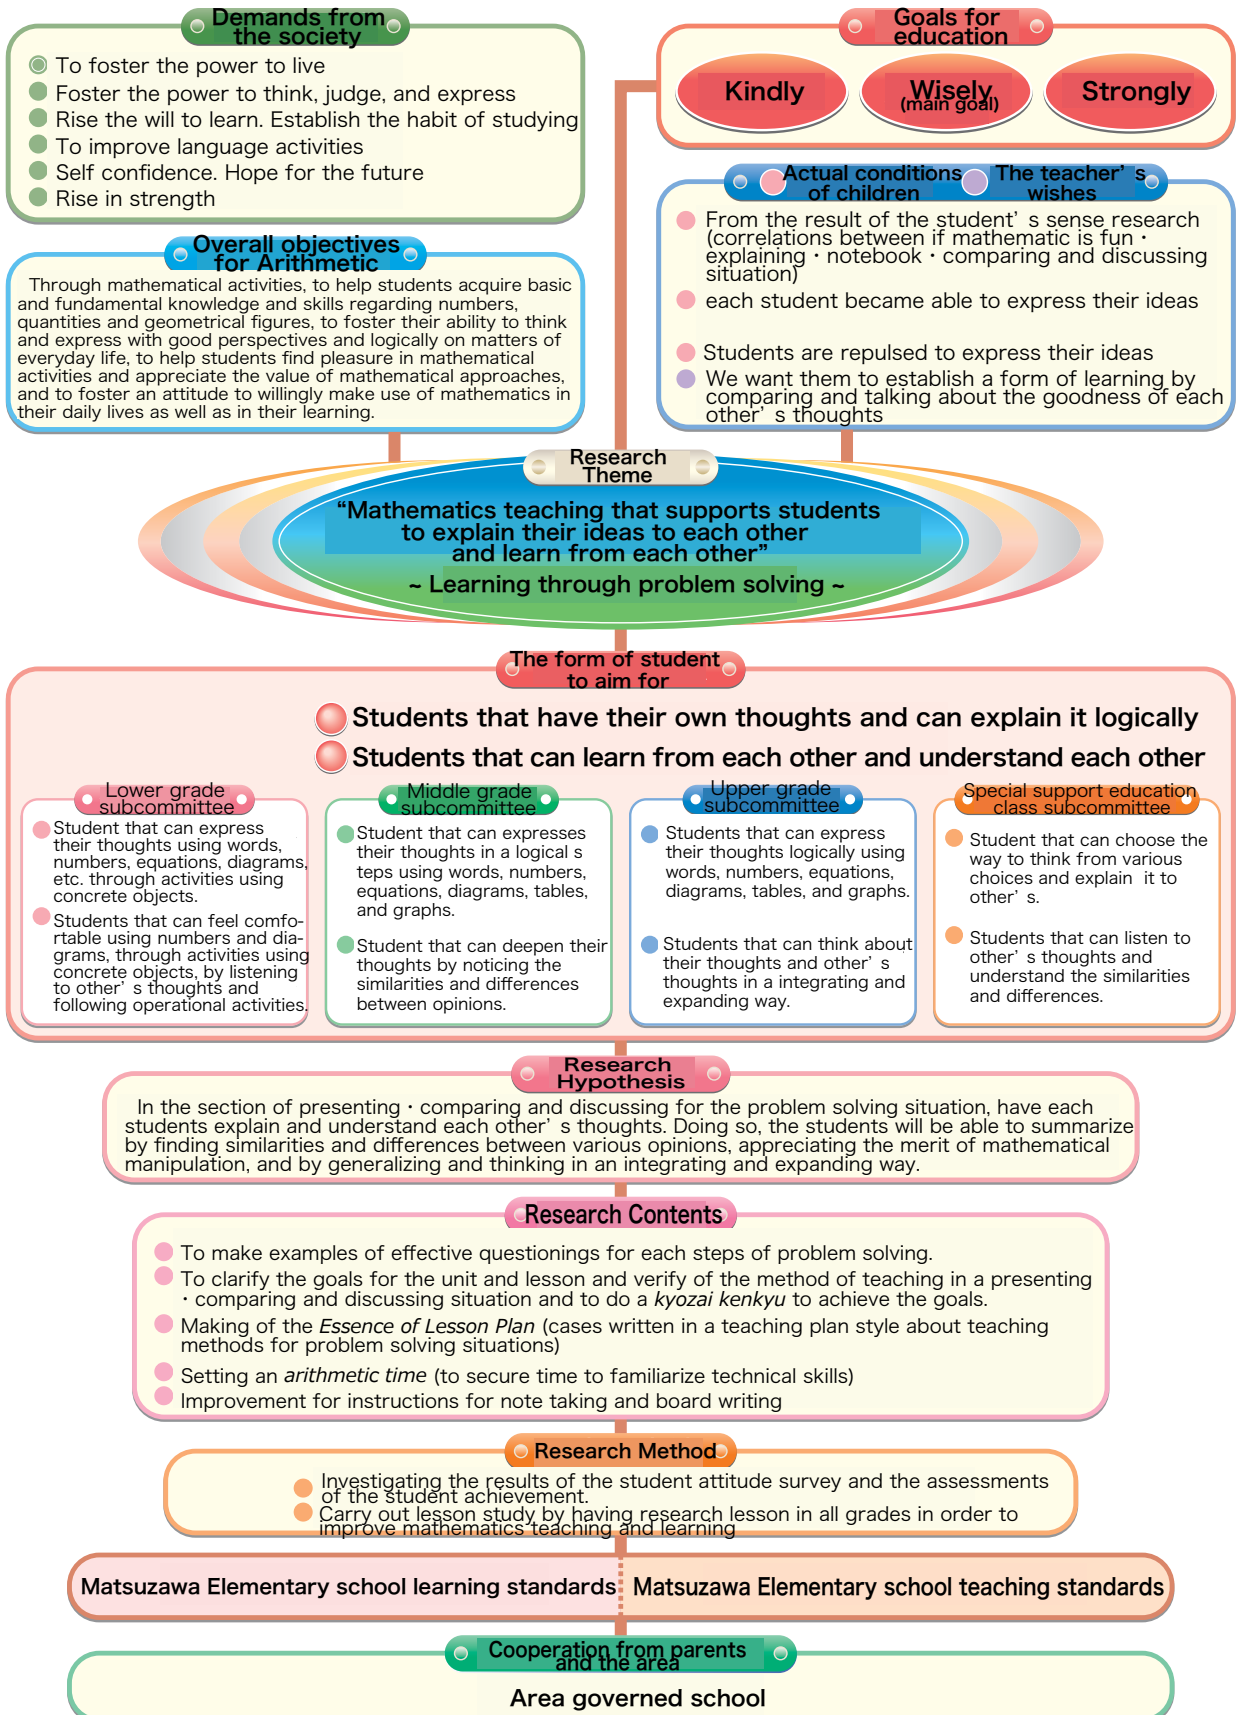 Demands from
the society
To foster the power to live
Foster the power to think, judge, and express
Rise the will to learn. Establish the habit of studying
To improve language activities
Self confidence. Hope for the future
Rise in strength
Goals for
education
Kindly
Wisely
(main goal)
Strongly
Overall objectives
for Arithmetic
Through mathematical activities, to help students acquire basic
and fundamental knowledge and skills regarding numbers,
quantities and geometrical figures, to foster their ability to think
and express with good perspectives and logically on matters of
everyday life, to help students find pleasure in mathematical
activities and appreciate the value of mathematical approaches,
and to foster an attitude to willingly make use of mathematics in
their daily lives as well as in their learning.
Actual conditions
of children
The teacher’s
wishes
From the result of the student’s sense research
(correlations between if mathematic is fun・
explaining・notebook・comparing and discussing
situation)
each student became able to express their ideas
Students are repulsed to express their ideas
We want them to establish a form of learning by
comparing and talking about the goodness of each
other’s thoughts
Research
Theme
“Mathematics teaching that supports students
to explain their ideas to each other
and learn from each other”
~ Learning through problem solving ~
The form of student
to aim for
Students that have their own thoughts and can explain it logically
Students that can learn from each other and understand each other
Lower grade
subcommittee
Student that can express
their thoughts using words,
numbers, equations, diagrams,
etc. through activities using
concrete objects.
Students that can feel comfo-
rtable using numbers and dia-
grams, through activities using
concrete objects, by listening
to other’s thoughts and
following operational activities.
Middle grade
subcommittee
Student that can expresses
their thoughts in a logical s
teps using words, numbers,
equations, diagrams, tables,
and graphs.
Student that can deepen their
thoughts by noticing the
similarities and differences
between opinions.
Upper grade
subcommittee
Students that can express
their thoughts logically using
words, numbers, equations,
diagrams, tables, and graphs.
Students that can think about
their thoughts and other’s
thoughts in a integrating and
expanding way.
Special support education
class subcommittee
Student that can choose the
way to think from various
choices and explain it to
other’s.
Students that can listen to
other’s thoughts and
understand the similarities
and differences.
Research
Hypothesis
In the section of presenting・comparing and discussing for the problem solving situation, have each
students explain and understand each other’s thoughts. Doing so, the students will be able to summarize
by finding similarities and differences between various opinions, appreciating the merit of mathematical
manipulation, and by generalizing and thinking in an integrating and expanding way.
Research Contents
To make examples of effective questionings for each steps of problem solving.
To clarify the goals for the unit and lesson and verify of the method of teaching in a presenting
・comparing and discussing situation and to do a kyozai kenkyu to achieve the goals.
Making of the Essence of Lesson Plan (cases written in a teaching plan style about teaching
methods for problem solving situations)
Setting an arithmetic time (to secure time to familiarize technical skills)
Improvement for instructions for note taking and board writing
Research Method
Investigating the results of the student attitude survey and the assessments
of the student achievement.
Carry out lesson study by having research lesson in all grades in order to
improve mathematics teaching and learning
Matsuzawa Elementary school learning standards
Matsuzawa Elementary school teaching standards
Cooperation from parents
and the area
Area governed school